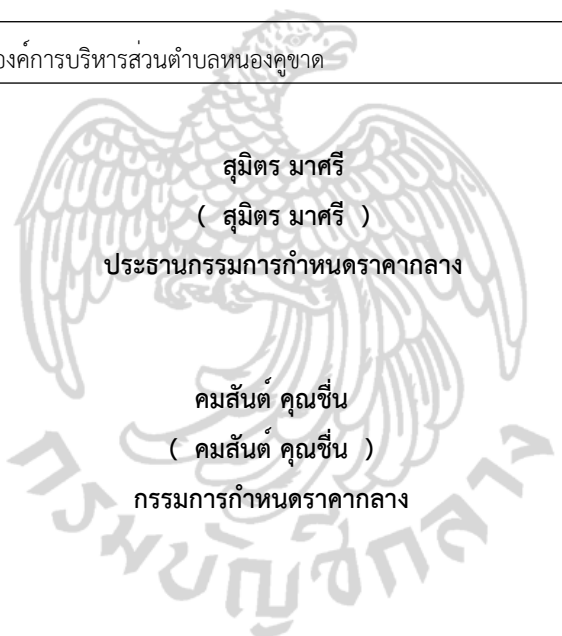 องค์การบริหารส่วนตำบลหนองคูขาด
สุมิตร มาศรี
( สุมิตร มาศรี )
ประธานกรรมการกำหนดราคากลาง
คมสันต์ คุณชื่น
( คมสันต์ คุณชื่น )
กรรมการกำหนดราคากลาง
กรมบัญชีกลาง